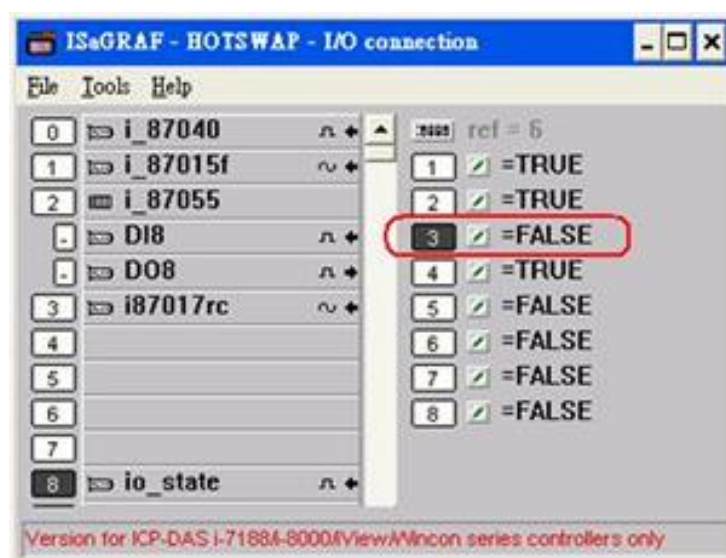 ISaGRAF - HOTSWAP - I/O connection
File Tools Help
0 i_87040
1 i_87015f
2 i_87055
- DI8
- DO8
3 i87017rc
4
5
6
7
8 io_state
ref = 6
1 =TRUE
2 =TRUE
3 =FALSE
4 =TRUE
5 =FALSE
6 =FALSE
7 =FALSE
8 =FALSE
Version for ICP-DAS i-7188/i-8000/iView/Wincon series controllers only